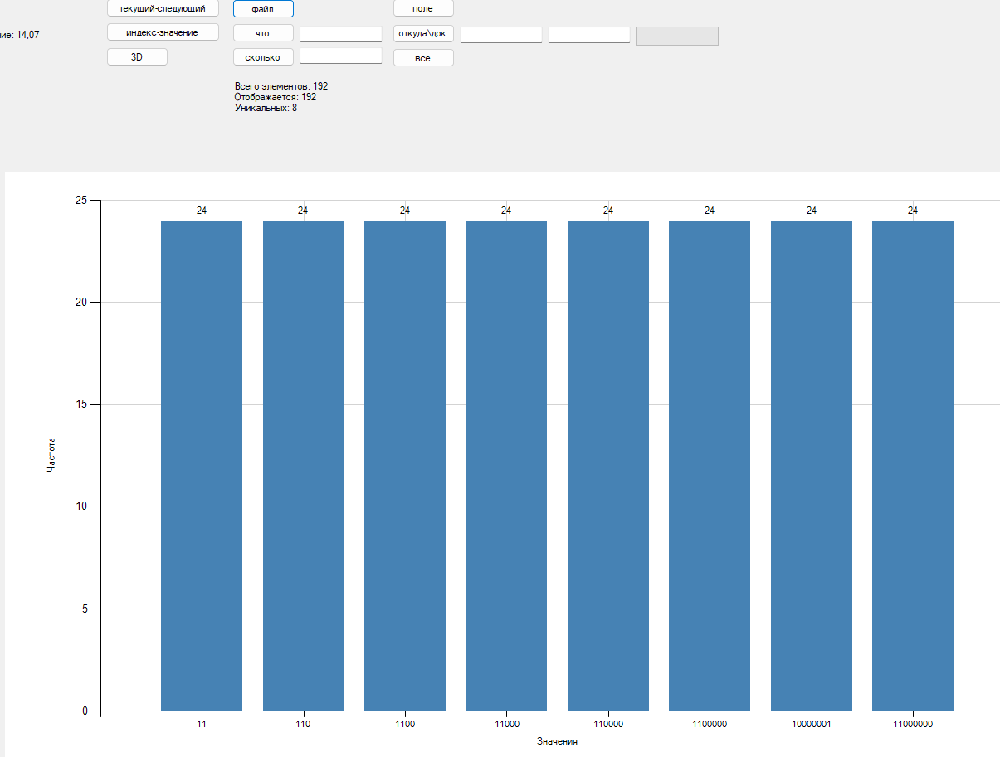 текущий-следующий файл поле
ие: 14,07 индекс-значение что откуда\док
3D сколько все
Всего элементов: 192
Отображается: 192
Уникальных: 8
25
24 24 24 24 24 24 24 24
20
15
Частота
10
5
0
11 110 1100 11000 110000 1100000 10000001 11000000
Значения